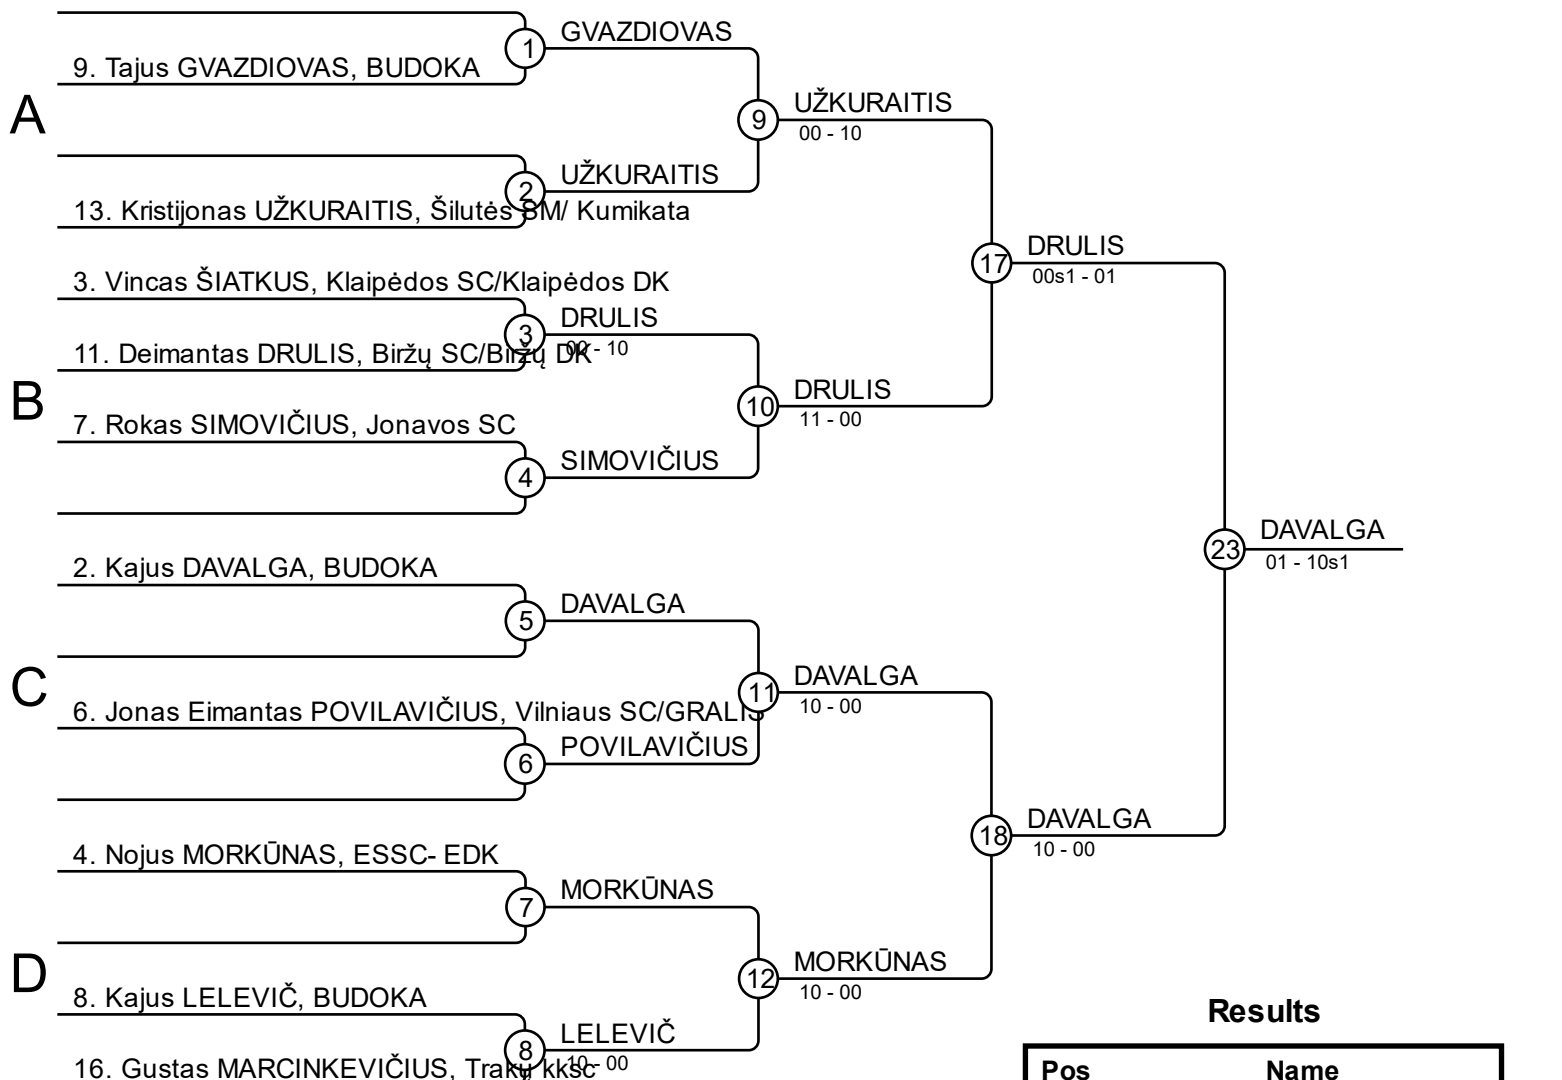 GVAZDIOVAS
1
9. Tajus GVAZDIOVAS, BUDOKA
A
UŽKURAITIS
9
00 - 10
UŽKURAITIS
2
13. Kristijonas UŽKURAITIS, Šilutės SM/ Kumikata
DRULIS
17
00s1 - 01
3. Vincas ŠIATKUS, Klaipėdos SC/Klaipėdos DK
DRULIS
3
00 - 10
11. Deimantas DRULIS, Biržų SC/Biržų DK
B
DRULIS
10
11 - 00
7. Rokas SIMOVIČIUS, Jonavos SC
SIMOVIČIUS
4
DAVALGA
23
01 - 10s1
2. Kajus DAVALGA, BUDOKA
DAVALGA
5
C
DAVALGA
11
10 - 00
6. Jonas Eimantas POVILAVIČIUS, Vilniaus SC/GRALIS
POVILAVIČIUS
6
DAVALGA
18
10 - 00
4. Nojus MORKŪNAS, ESSC- EDK
MORKŪNAS
7
D
MORKŪNAS
12
10 - 00
8. Kajus LELEVIČ, BUDOKA
LELEVIČ
8
10 - 00
16. Gustas MARCINKEVIČIUS, Trakų kksc
Results
Pos Name